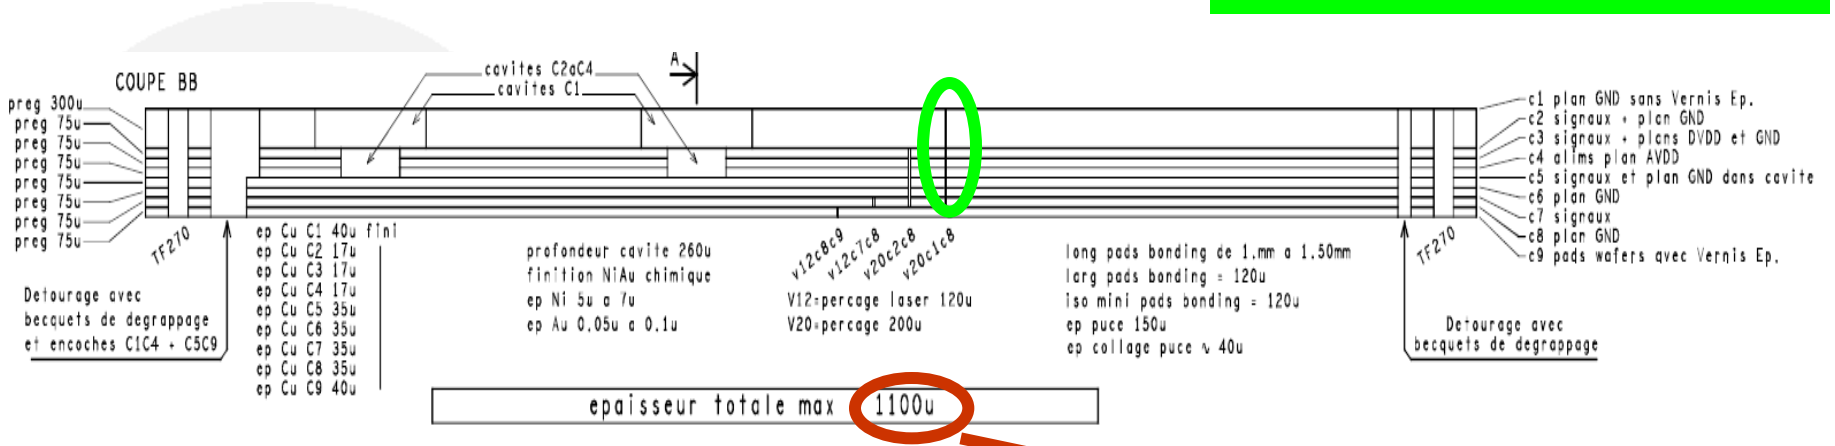 COUPE BB
A
cavites C2aC4
cavites C1
preg 300u
preg 75u
preg 75u
preg 75u
preg 75u
preg 75u
preg 75u
preg 75u
c1 plan GND sans Vernis Ep.
c2 signaux + plan GND
c3 signaux + plans DVDD et GND
c4 alims plan AVDD
c5 signaux et plan GND dans cavite
c6 plan GND
c7 signaux
c8 plan GND
c9 pads wafers avec Vernis Ep.
TF270
Detourage avec
becquets de degrappage
et encoches C1C4 + C5C9
ep Cu C1 40u fini
ep Cu C2 17u
ep Cu C3 17u
ep Cu C4 17u
ep Cu C5 35u
ep Cu C6 35u
ep Cu C7 35u
ep Cu C8 35u
ep Cu C9 40u
profondeur cavite 260u
finition NiAu chimique
ep Ni 5u a 7u
ep Au 0.05u a 0.1u
v12c8c9
v12c7c8
v20c2c8
v20c1c8
V12=percage laser 120u
V20=percage 200u
long pads bonding de 1.mm a 1.50mm
larg pads bonding = 120u
iso mini pads bonding = 120u
ep puce 150u
ep collage puce ∿ 40u
TF270
Detourage avec
becquets de degrappage
epaisseur totale max 1100u